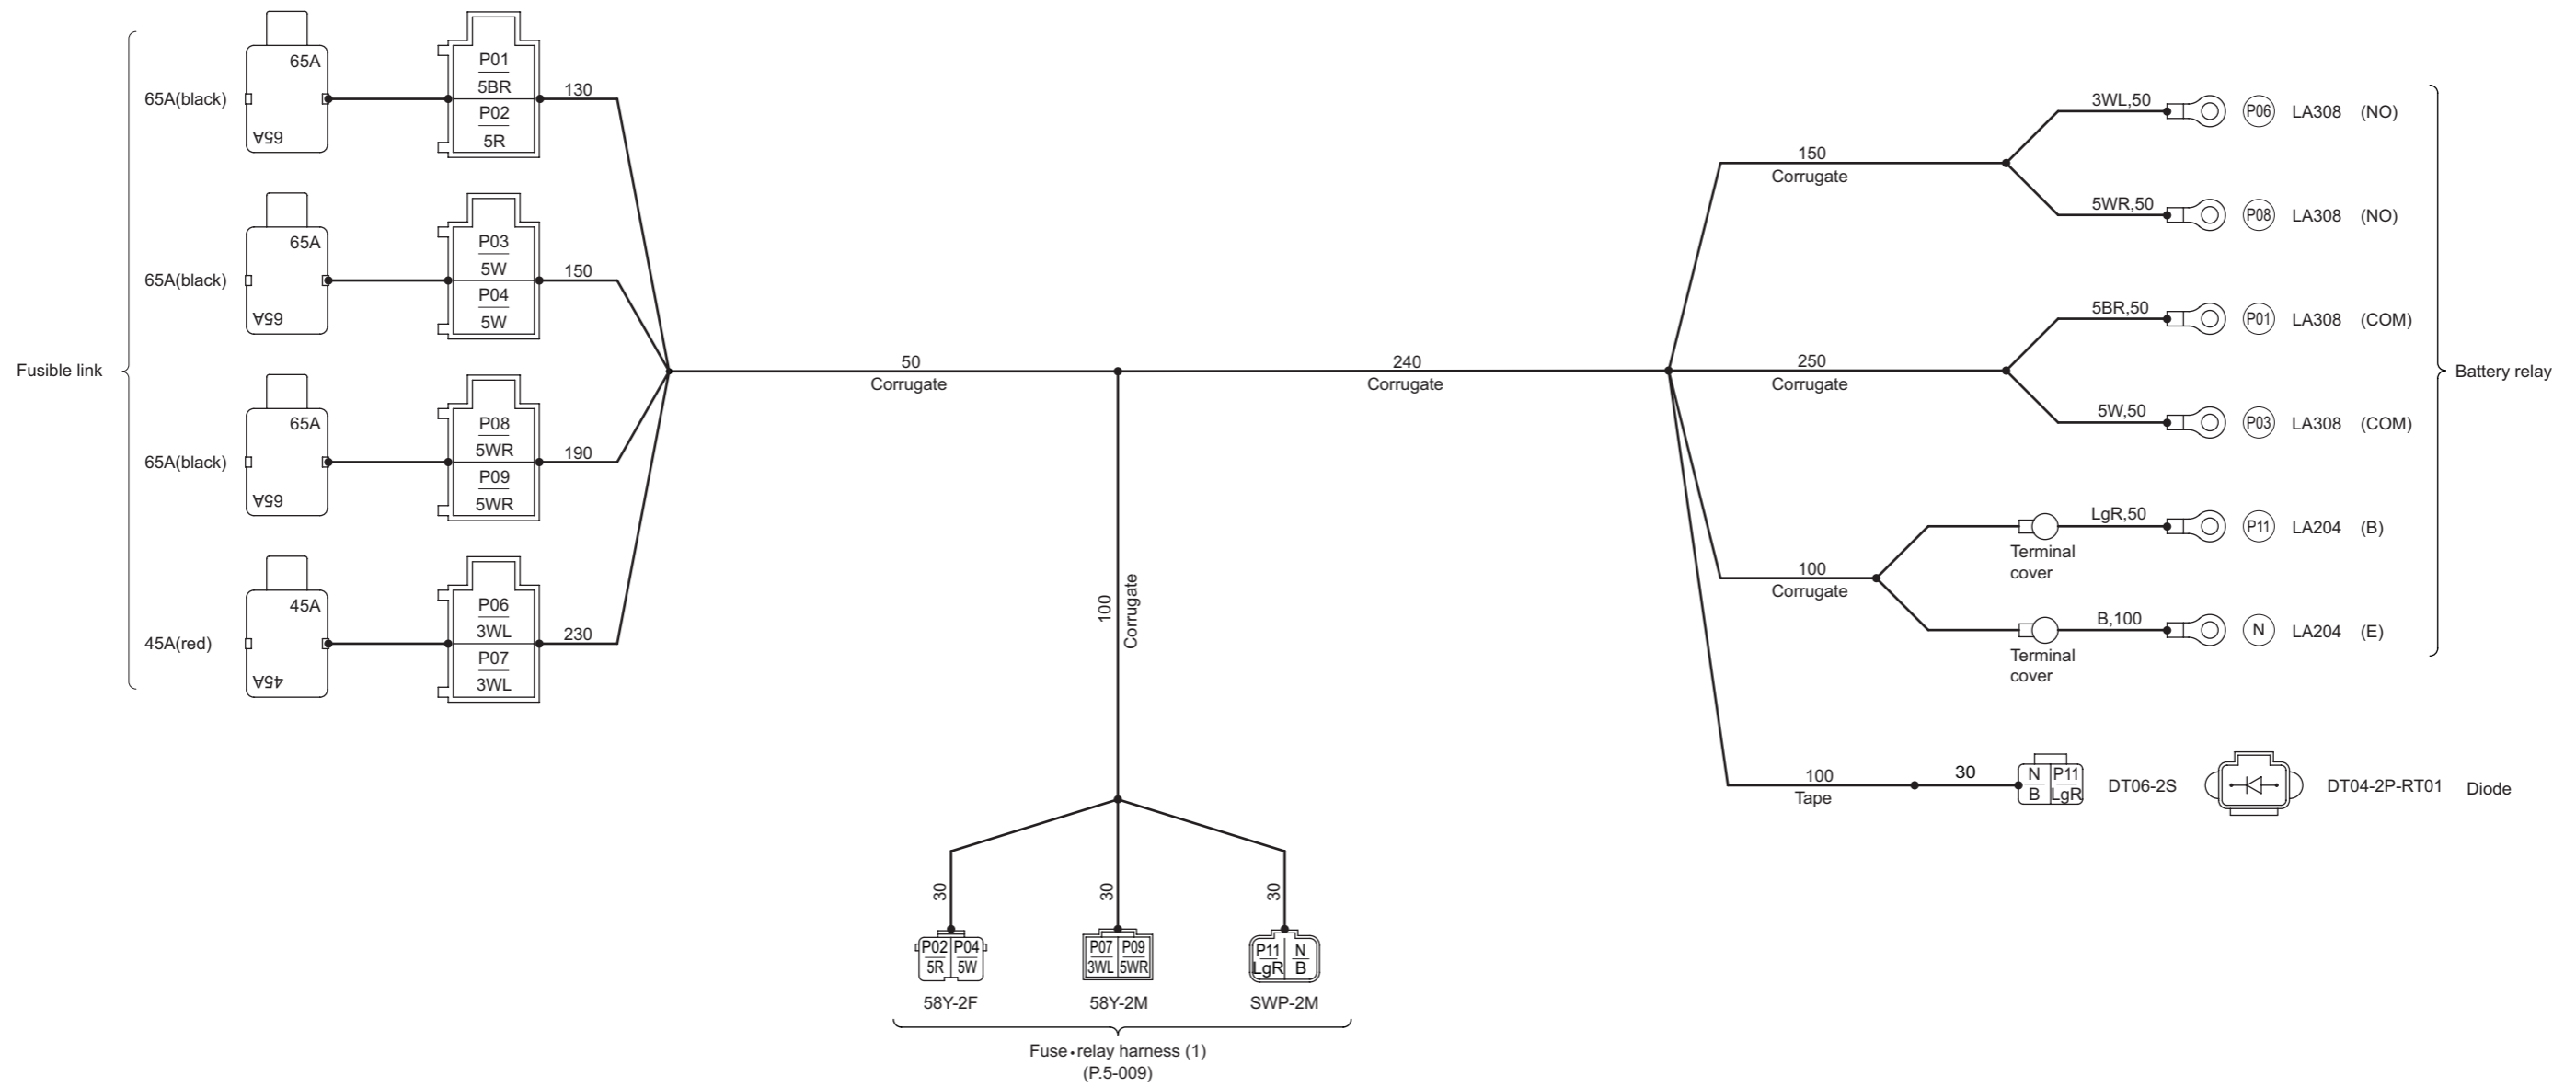 Fusible link
65A(black)
65A
65A
P01
5BR
P02
5R
130
65A(black)
65A
65A
P03
5W
P04
5W
150
65A(black)
65A
65A
P08
5WR
P09
5WR
190
45A(red)
45A
45A
P06
3WL
P07
3WL
230
50
Corrugate
240
Corrugate
100
Corrugate
30
30
30
P02 P04
5R 5W
58Y-2F
P07 P09
3WL 5WR
58Y-2M
P11 N
LgR B
SWP-2M
Fuse・relay harness (1)
(P.5-009)
150
Corrugate
3WL,50
P06 LA308 (NO)
5WR,50
P08 LA308 (NO)
250
Corrugate
5BR,50
P01 LA308 (COM)
5W,50
P03 LA308 (COM)
100
Corrugate
Terminal
cover
LgR,50
P11 LA204 (B)
Terminal
cover
B,100
N LA204 (E)
Battery relay
100
Tape
30
N P11
B LgR
DT06-2S
DT04-2P-RT01 Diode